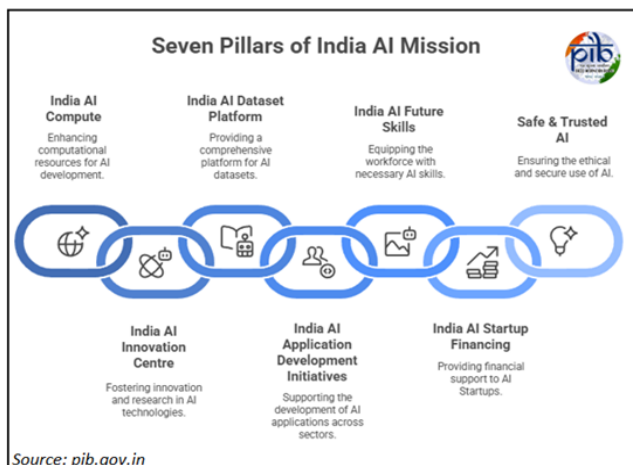 Seven Pillars of India AI Mission
pib
India AI
Compute
Enhancing
computational
resources for AI
development.
India AI Dataset
Platform
Providing a
comprehensive
platform for AI
datasets.
India AI Future
Skills
Equipping the
workforce with
necessary AI skills.
Safe & Trusted
AI
Ensuring the ethical
and secure use of AI.
India AI
Innovation
Centre
Fostering innovation
and research in AI
technologies.
India AI
Application
Development
Initiatives
Supporting the
development of AI
applications across
sectors.
India AI Startup
Financing
Providing financial
support to AI
Startups.
Source: pib.gov.in